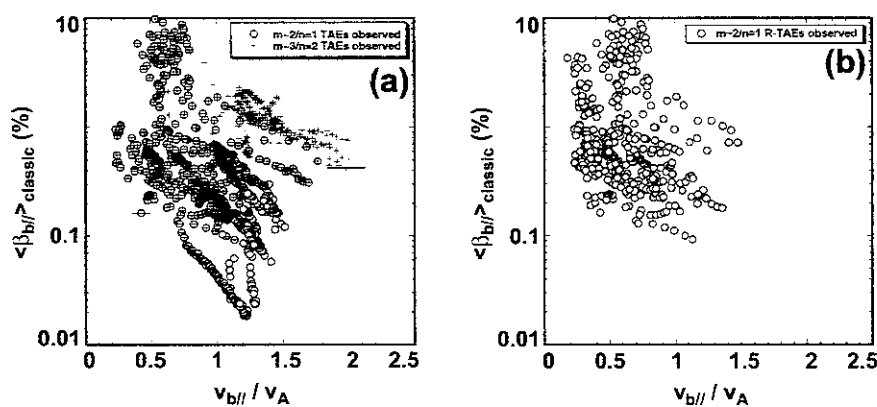 m~2/n=1 TAEs observed
m~3/n=2 TAEs observed
(a)
10
1
0.1
0.01
<β_b//>_classic (%)
0 0.5 1 1.5 2 2.5
v_b// / v_A
m~2/n=1 R-TAEs observed
(b)
10
1
0.1
0.01
<β_b//>_classic (%)
0 0.5 1 1.5 2 2.5
v_b// / v_A